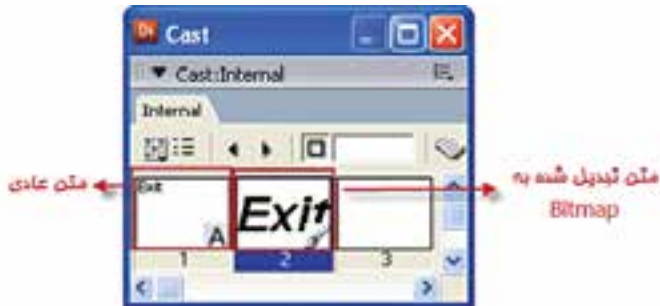 Cast
Cast:Internal
Internal
Exit
Exit
1
2
3
متن عادی
متن تبدیل شده به
Bitmap